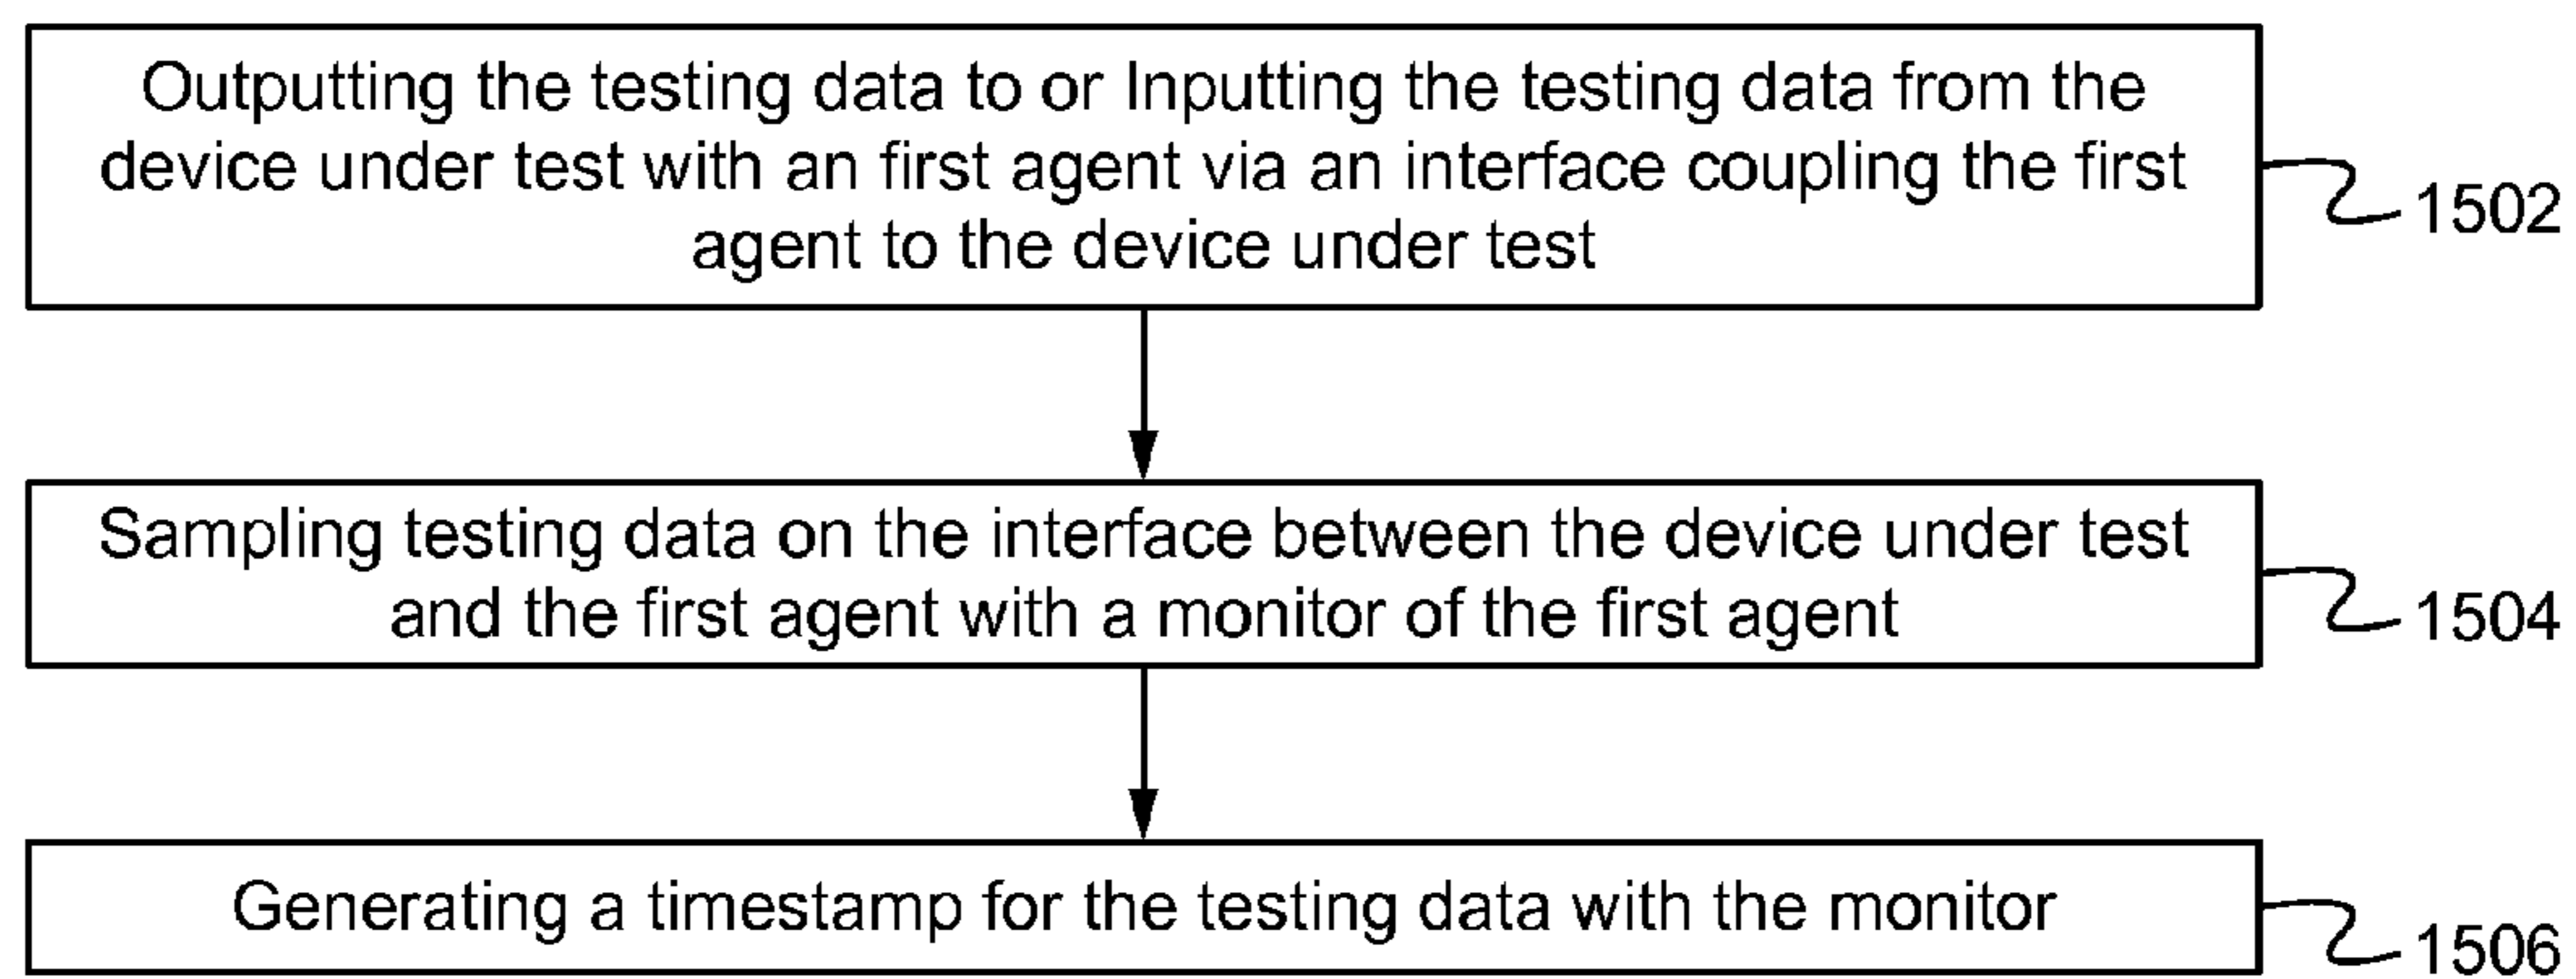 Outputting the testing data to or Inputting the testing data from the
device under test with an first agent via an interface coupling the first
agent to the device under test
1502
Sampling testing data on the interface between the device under test
and the first agent with a monitor of the first agent
1504
Generating a timestamp for the testing data with the monitor
1506